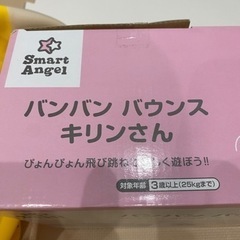 Smart
Angel
バンバン バウンス
キリンさん
ぴょんぴょん飛び跳ね く遊ぼう!!
対象年齢 3歳以上(25kgまで)